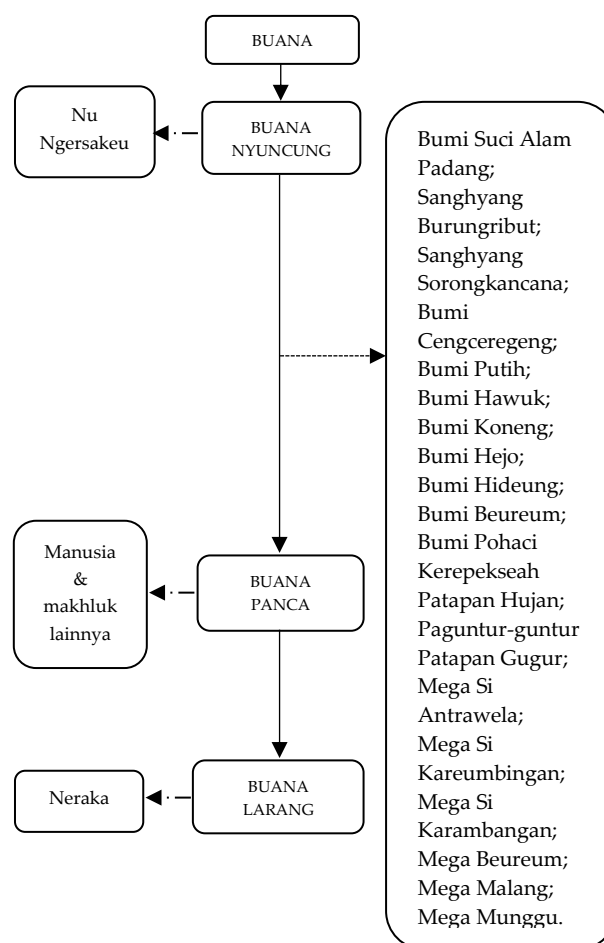 BUANA
Nu
Ngersakeu
BUANA
NYUNCUNG
Bumi Suci Alam
Padang;
Sanghyang
Burungribut;
Sanghyang
Sorongkancana;
Bumi
Cengceregeng;
Bumi Putih;
Bumi Hawuk;
Bumi Koneng;
Bumi Hejo;
Bumi Hideung;
Bumi Beureum;
Bumi Pohaci
Kerepekseah
Patapan Hujan;
Paguntur-guntur
Patapan Gugur;
Mega Si
Antrawela;
Mega Si
Kareumbingan;
Mega Si
Karambangan;
Mega Beureum;
Mega Malang;
Mega Munggu.
Manusia
&
makhluk
lainnya
BUANA
PANCA
Neraka
BUANA
LARANG